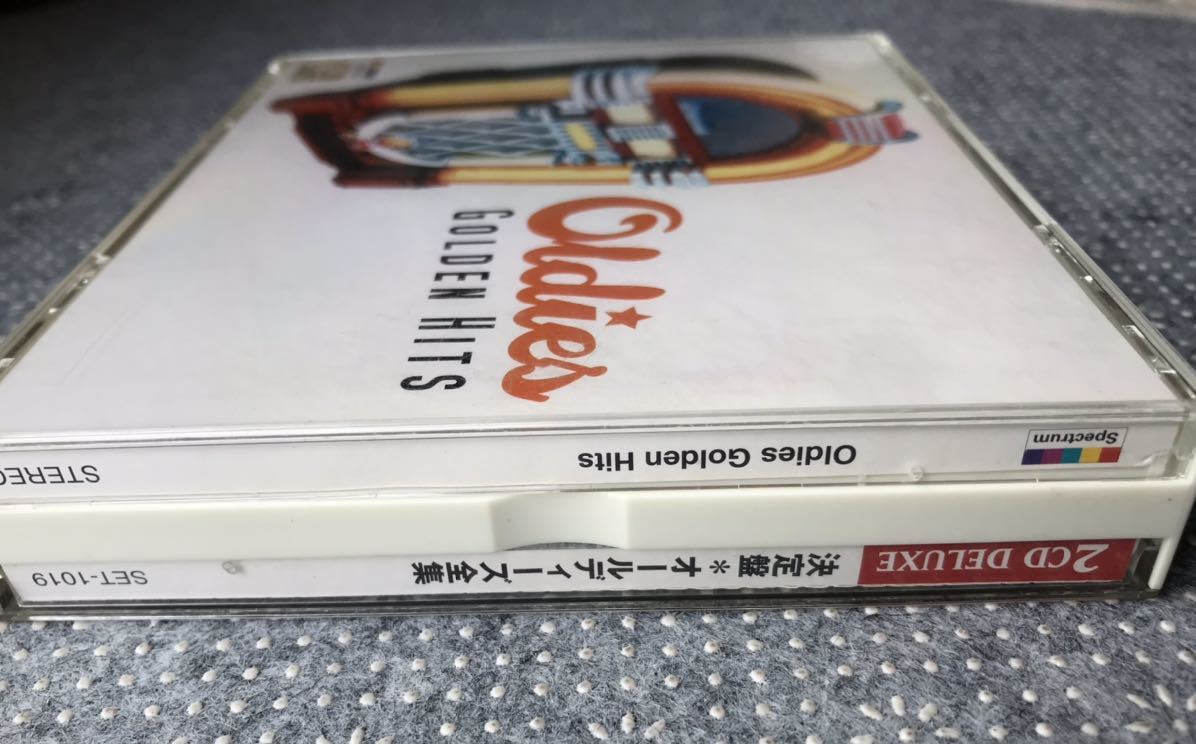 Oldies
GOLDEN HITS
Spectrum
Oldies Golden Hits
STEREO
2CD DELUXE
決定盤*オールディーズ全集
SET-1019